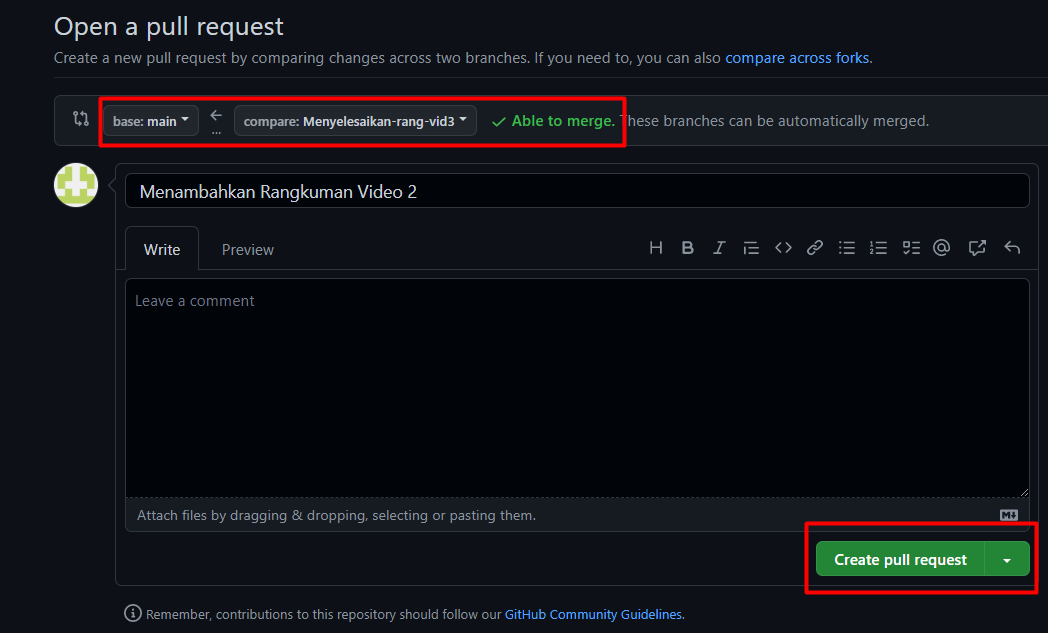 Open a pull request
Create a new pull request by comparing changes across two branches. If you need to, you can also compare across forks.
base: main ... compare: Menyelesaikan-rang-vid3 Able to merge. These branches can be automatically merged.
Menambahkan Rangkuman Video 2
Write Preview
Leave a comment
Attach files by dragging & dropping, selecting or pasting them.
Create pull request
Remember, contributions to this repository should follow our GitHub Community Guidelines.